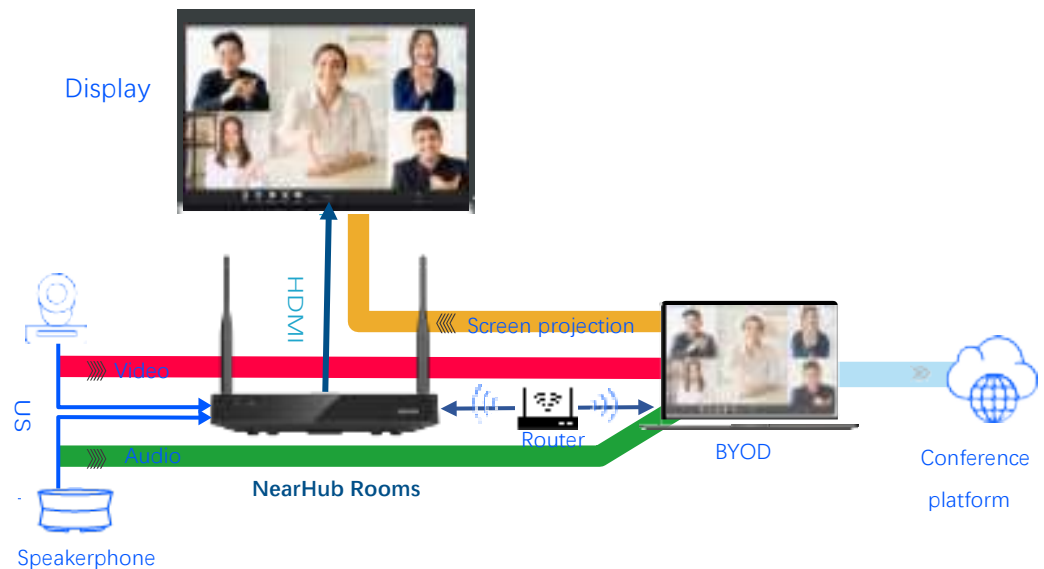 Display
HDMI
Screen projection
Video
US
Router
BYOD
Audio
Conference
platform
NearHub Rooms
Speakerphone